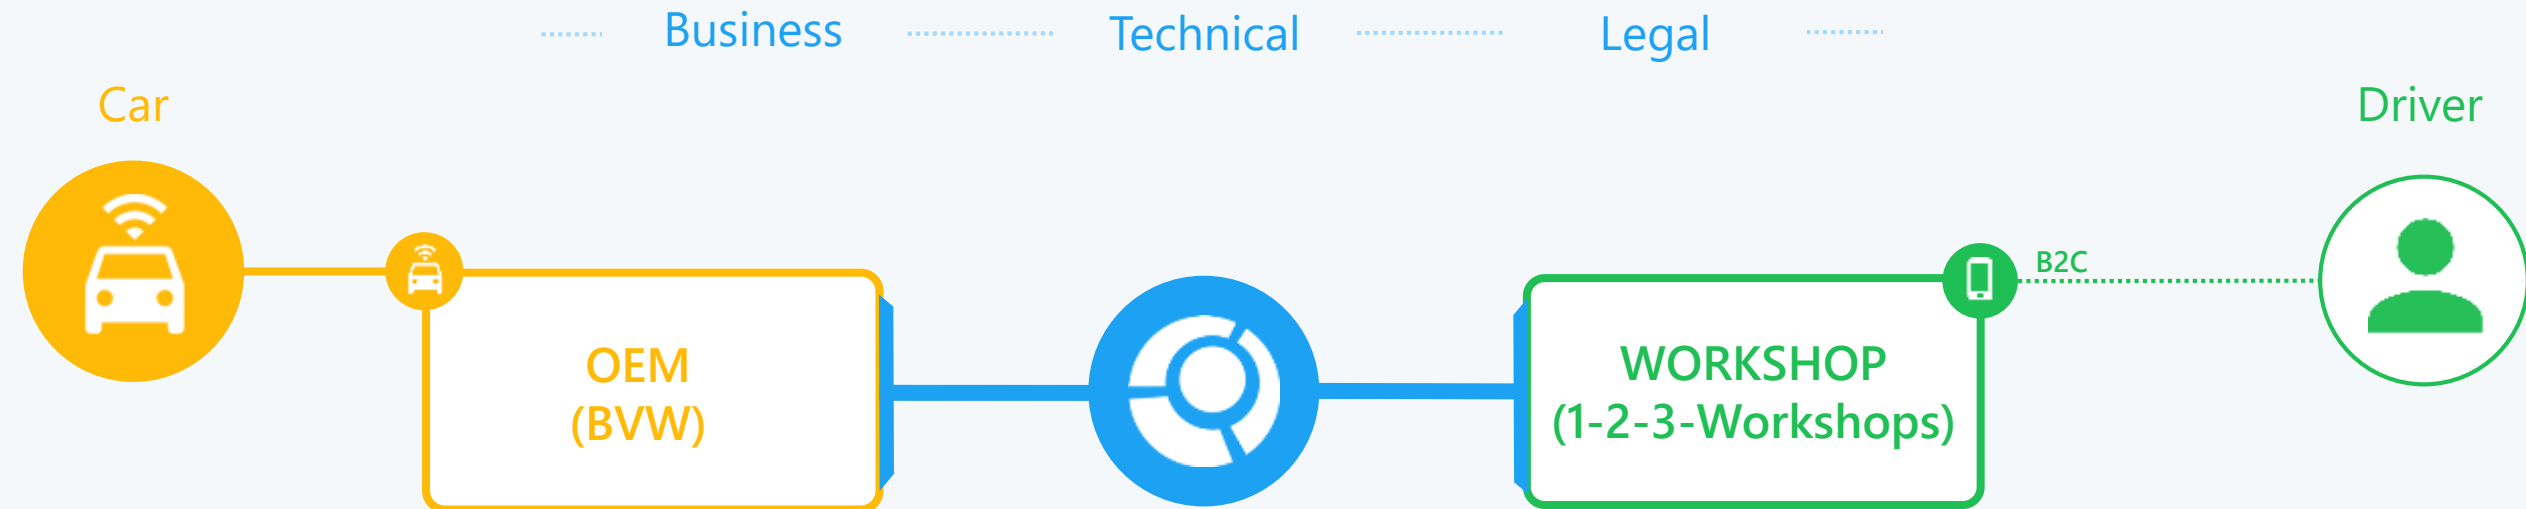 Business
Technical
Legal
Car
Driver
B2C
OEM
(BVW)
WORKSHOP
(1-2-3-Workshops)